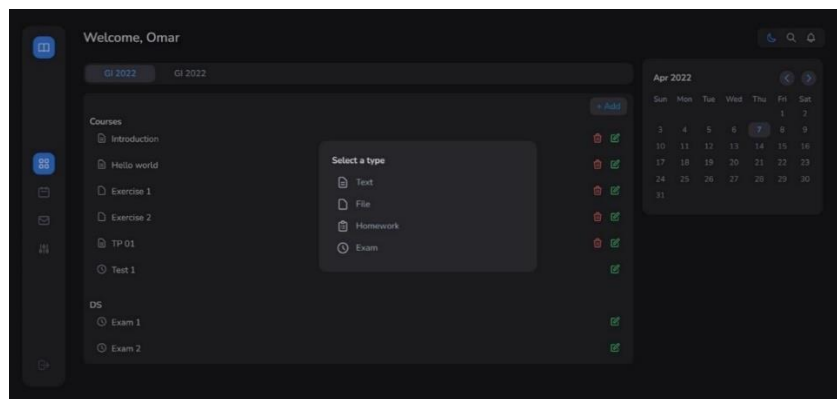 Welcome, Omar
GI 2022 GI 2022
+ Add
Courses
Introduction
Hello world
Exercise 1
Exercise 2
TP 01
Test 1
DS
Exam 1
Exam 2
Select a type
Text
File
Homework
Exam
Apr 2022
Sun Mon Tue Wed Thu Fri Sat
1 2
3 4 5 6 7 8 9
10 11 12 13 14 15 16
17 18 19 20 21 22 23
24 25 26 27 28 29 30
31